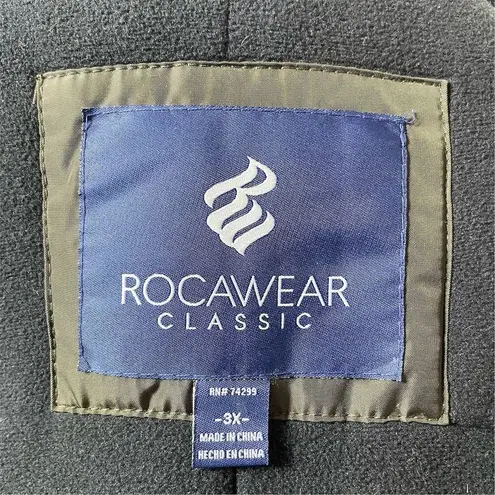 ROCAWEAR
CLASSIC
RN# 74299
-3X-
MADE IN CHINA
HECHO EN CHINA